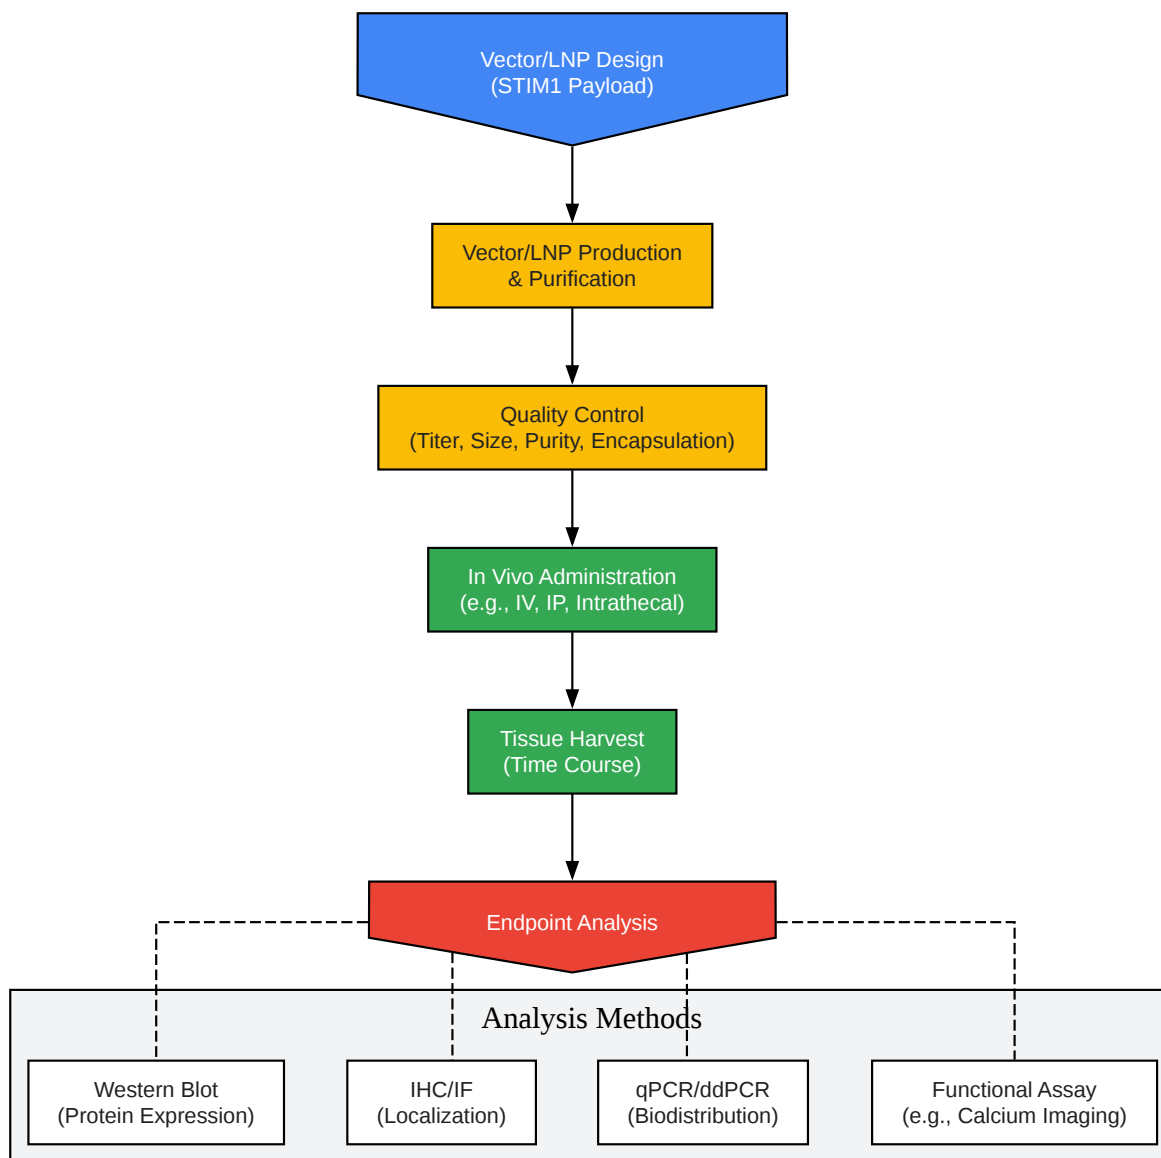 Vector/LNP Design
(STIM1 Payload)
Vector/LNP Production
& Purification
Quality Control
(Titer, Size, Purity, Encapsulation)
In Vivo Administration
(e.g., IV, IP, Intrathecal)
Tissue Harvest
(Time Course)
Endpoint Analysis
Analysis Methods
Western Blot
(Protein Expression)
IHC/IF
(Localization)
qPCR/ddPCR
(Biodistribution)
Functional Assay
(e.g., Calcium Imaging)